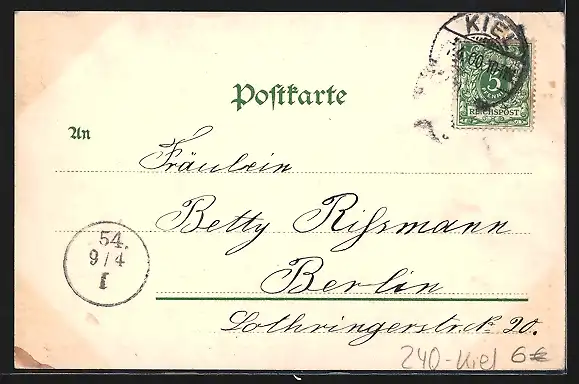 KIEL
5
REICHSPOST
Postkarte
An
Fräulein
Betty Rissmann
54.
9/4
I
Berlin
Lothringerstr. 20.
240-Kiel 6€